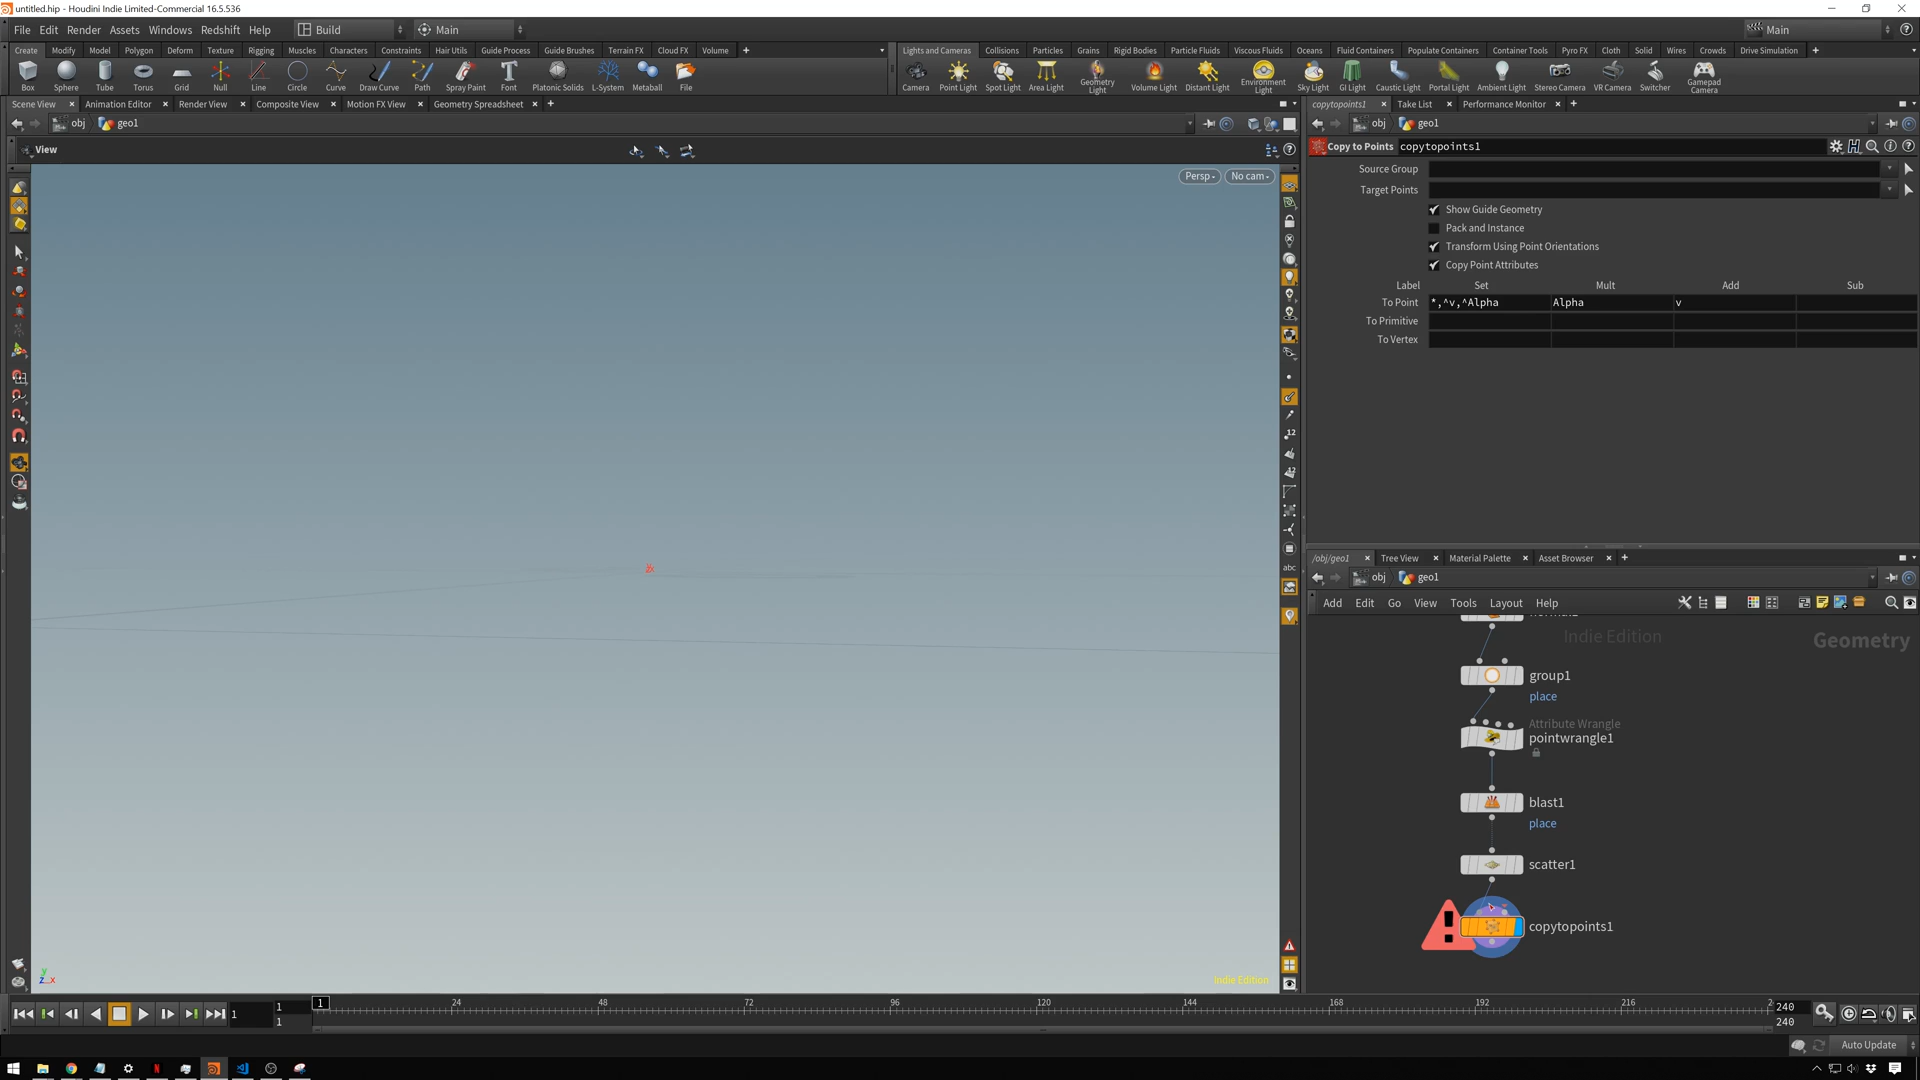 untitled.hip - Houdini Indie Limited-Commercial 16.5.536
File Edit Render Assets Windows Redshift Help Build Main Main
Create Modify Model Polygon Deform Texture Rigging Muscles Characters Constraints Hair Utils Guide Process Guide Brushes Terrain FX Cloud FX Volume
Lights and Cameras Collisions Particles Grains Rigid Bodies Particle Fluids Viscous Fluids Oceans Fluid Containers Populate Containers Container Tools Pyro FX Cloth Solid Wires Crowds Drive Simulation
Box Sphere Tube Torus Grid Null Line Circle Curve Draw Curve Path Spray Paint Font Platonic Solids L-System Metaball File
Camera Point Light Spot Light Area Light Geometry Light Volume Light Distant Light Environment Light Sky Light GI Light Caustic Light Portal Light Ambient Light Stereo Camera VR Camera Switcher Gamepad Camera
Scene View Animation Editor Render View Composite View Motion FX View Geometry Spreadsheet
copytopoints1 Take List Performance Monitor
obj geo1
obj geo1
View
Copy to Points copytopoints1
Source Group
Target Points
Persp No cam
Show Guide Geometry
Pack and Instance
Transform Using Point Orientations
Copy Point Attributes
Label Set Mult Add Sub
To Point *,^v,^Alpha Alpha v
To Primitive
To Vertex
12
12
abc
/obj/geo1 Tree View Material Palette Asset Browser
obj geo1
Add Edit Go View Tools Layout Help
Indie Edition
Geometry
group1
place
Attribute Wrangle
pointwrangle1
blast1
place
scatter1
copytopoints1
y
z x
Indie Edition
1 1 1 1 24 48 72 96 120 144 168 192 216 2 240
240
Auto Update